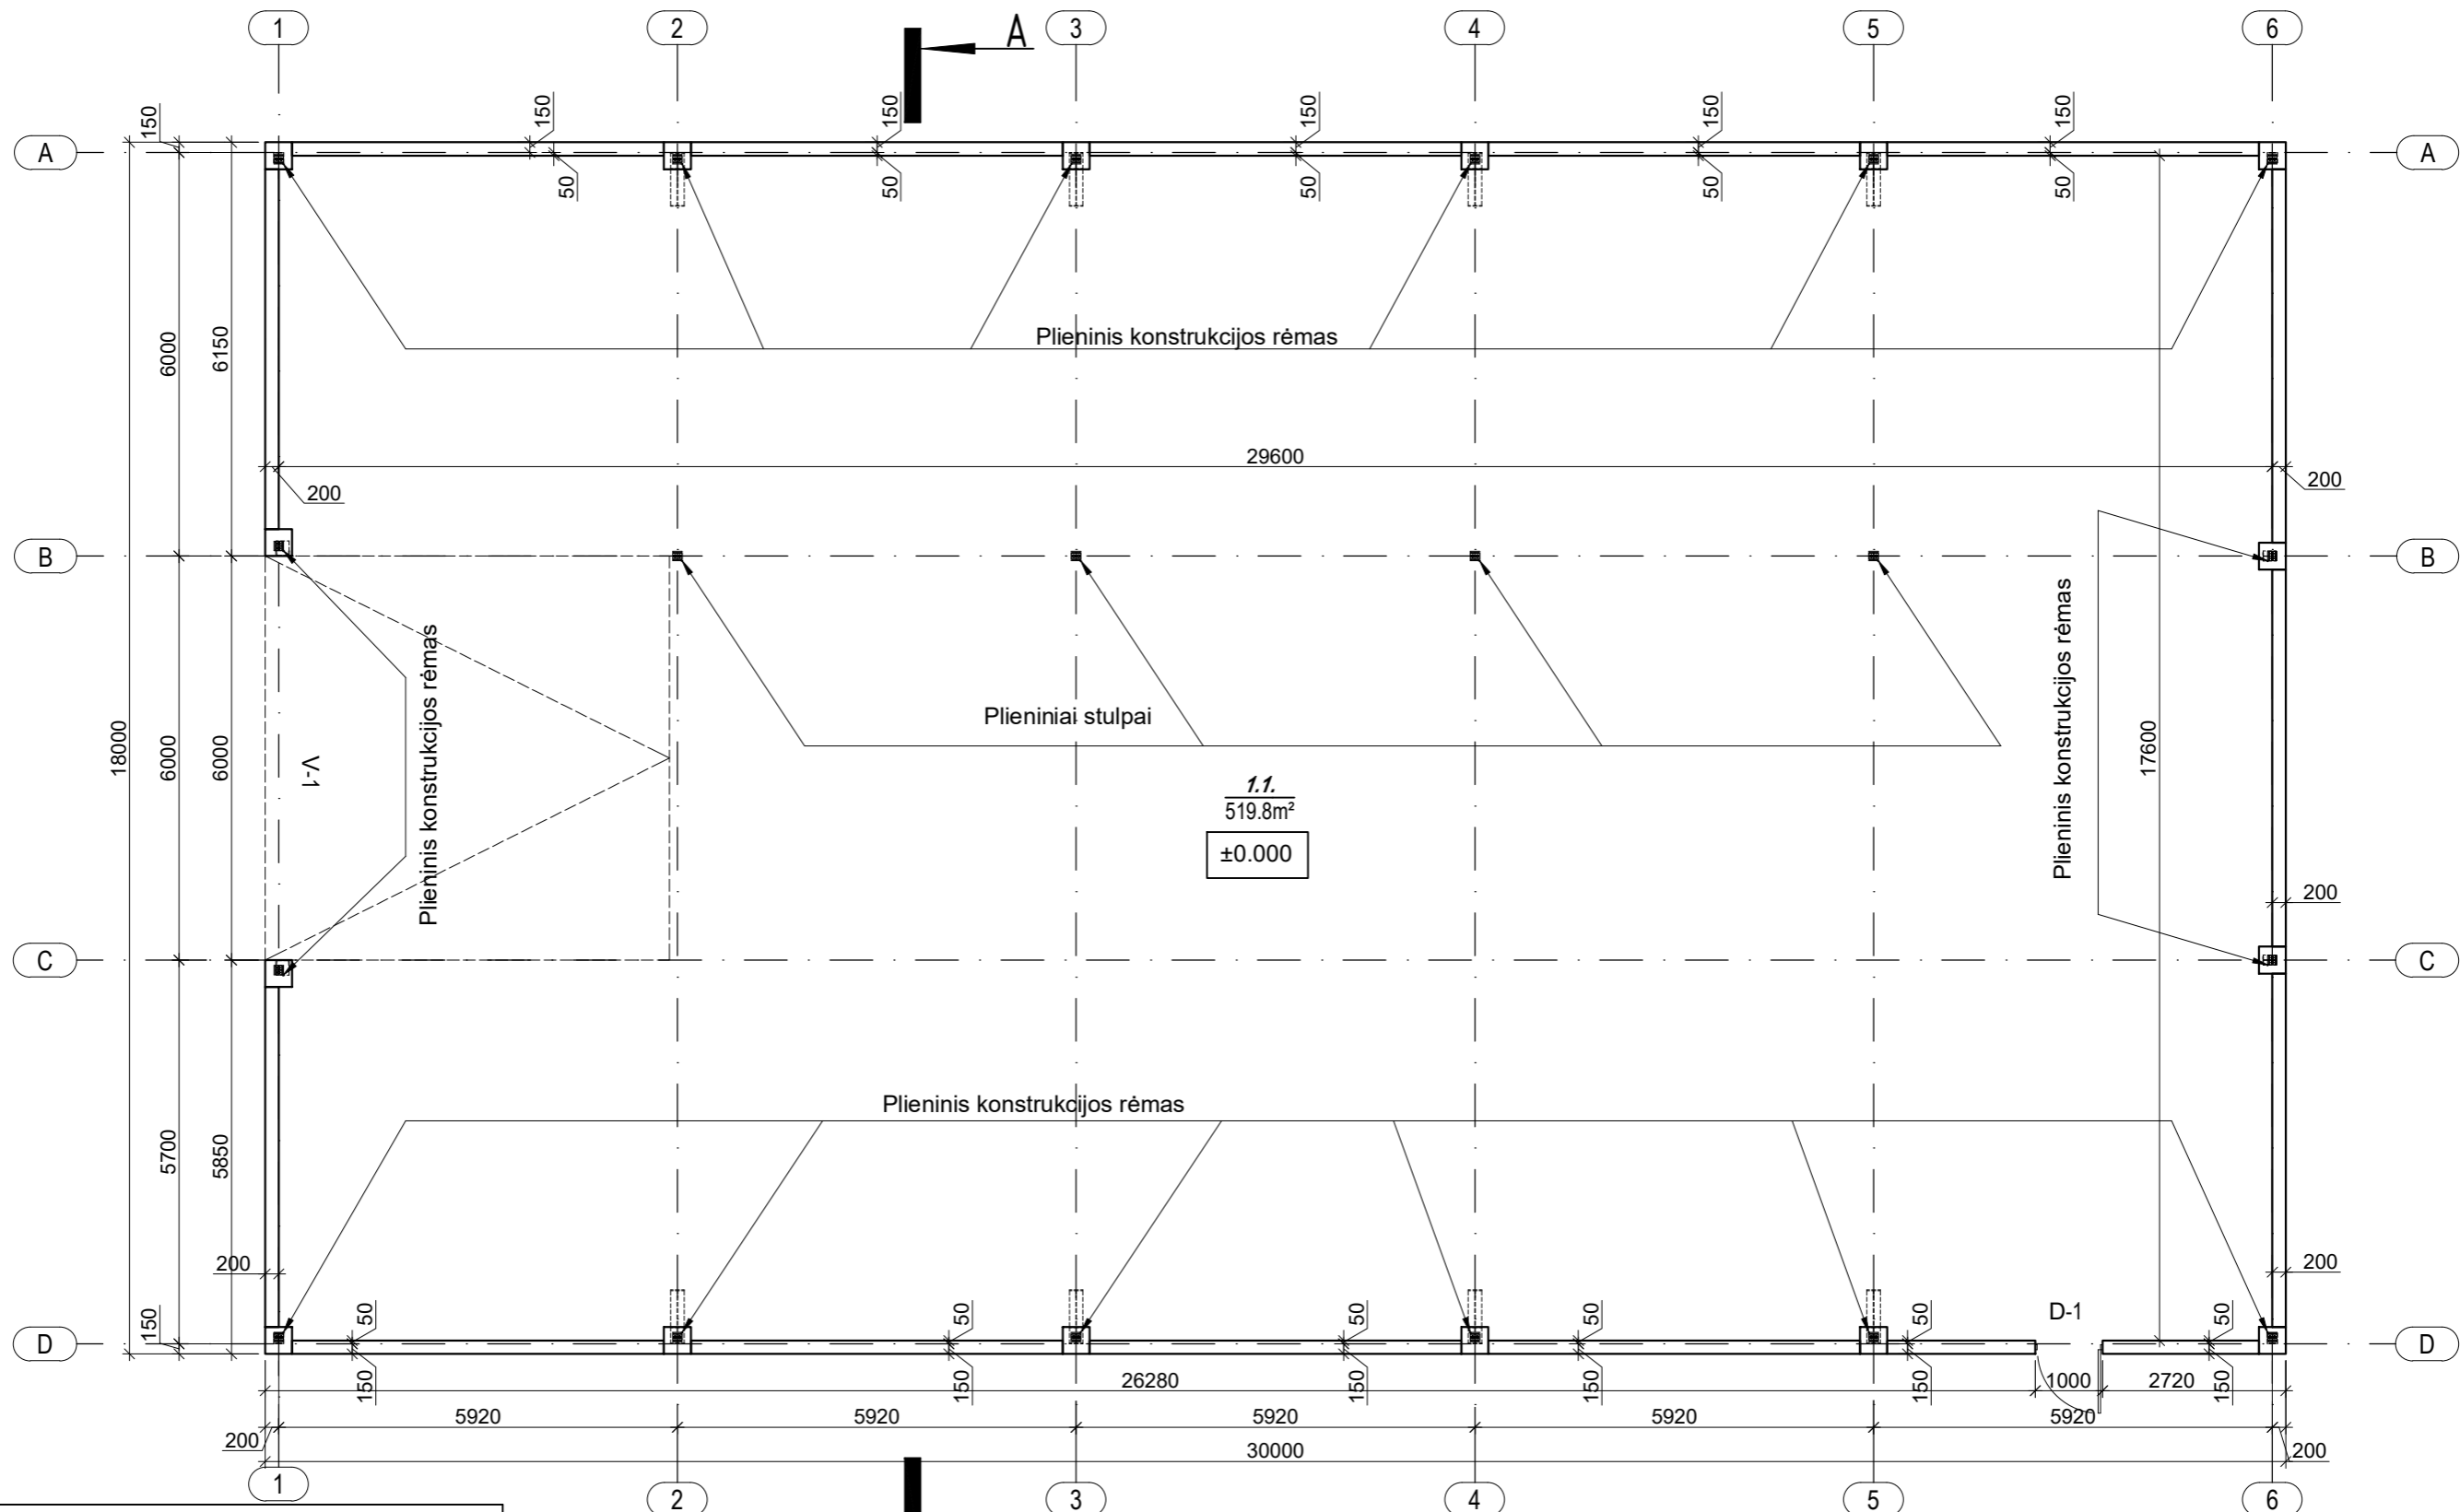 1 2 3 4 5 6
A
150 150 150 150 150 150
A A
50 50 50 50 50
Plieninis konstrukcijos rėmas
6000 6150
29600
200 200
B B
Plieninis konstrukcijos rėmas
Plieninis konstrukcijos rėmas
Plieniniai stulpai
18000 6000 6000 V-1 17600
1.1.
519.8m²
±0.000
200
C C
Plieninis konstrukcijos rėmas
5700 5850
200 200
D-1
150 50 50 50 50 50 50
D D
150 150 150 150 150 150
26280 1000 2720
5920 5920 5920 5920 5920
200 30000 200
1 2 3 4 5 6